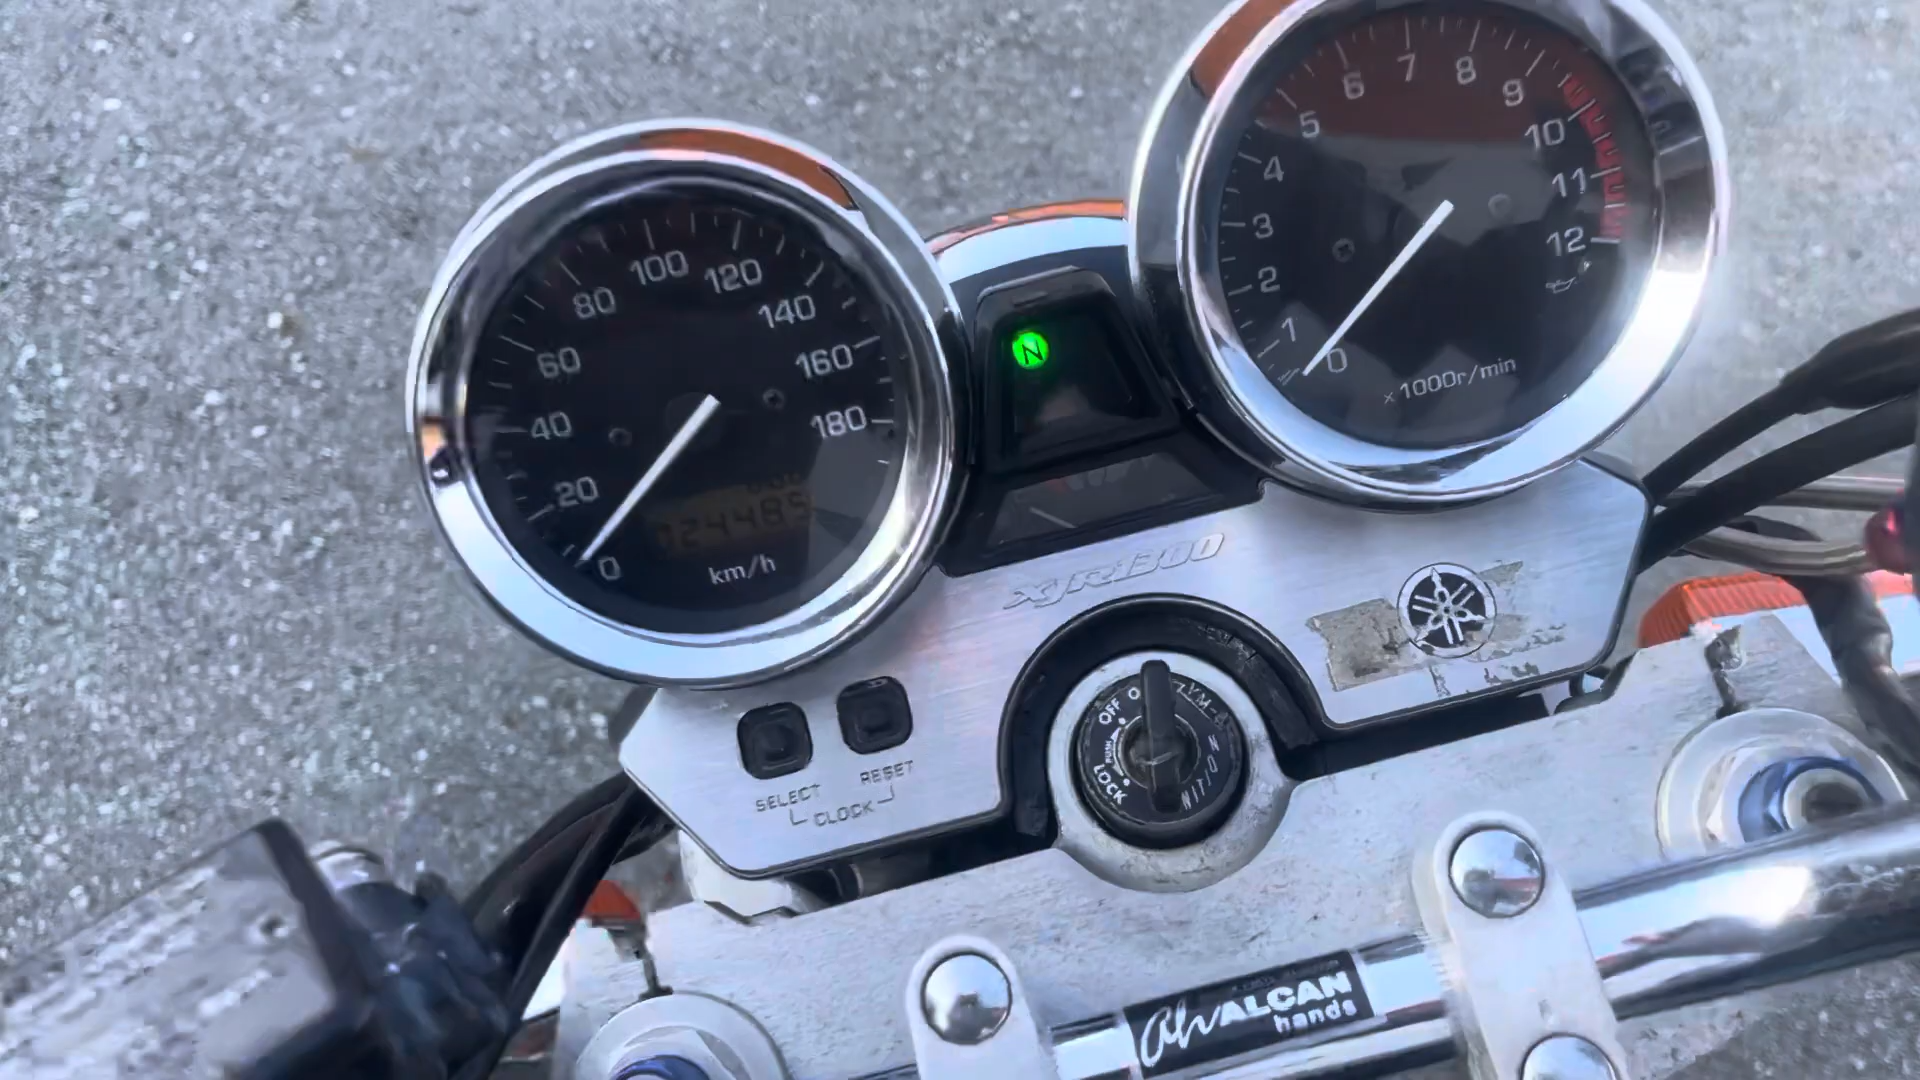 0
20
40
60
80
100
120
140
160
180
024485
km/h
0
1
2
3
4
5
6
7
8
9
10
11
12
x1000r/min
N
XJR1300
SELECT
RESET
CLOCK
OFF
PUSH
LOCK
ALCAN
hands